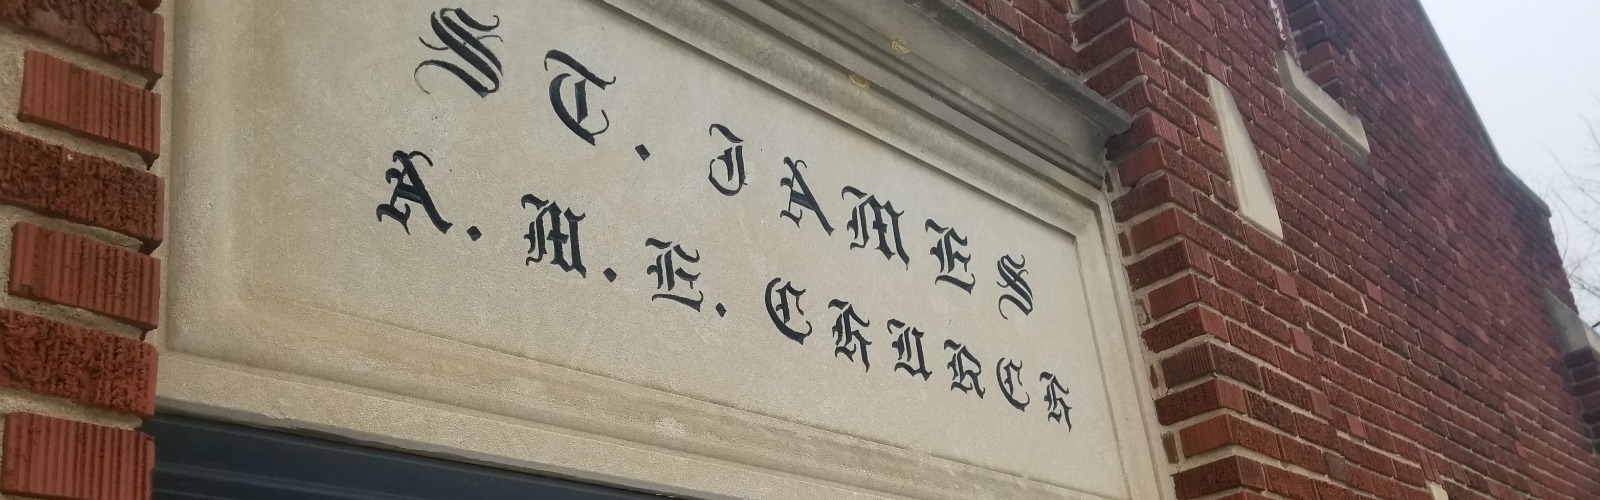 ST. JAMES
A.M.E. CHURCH